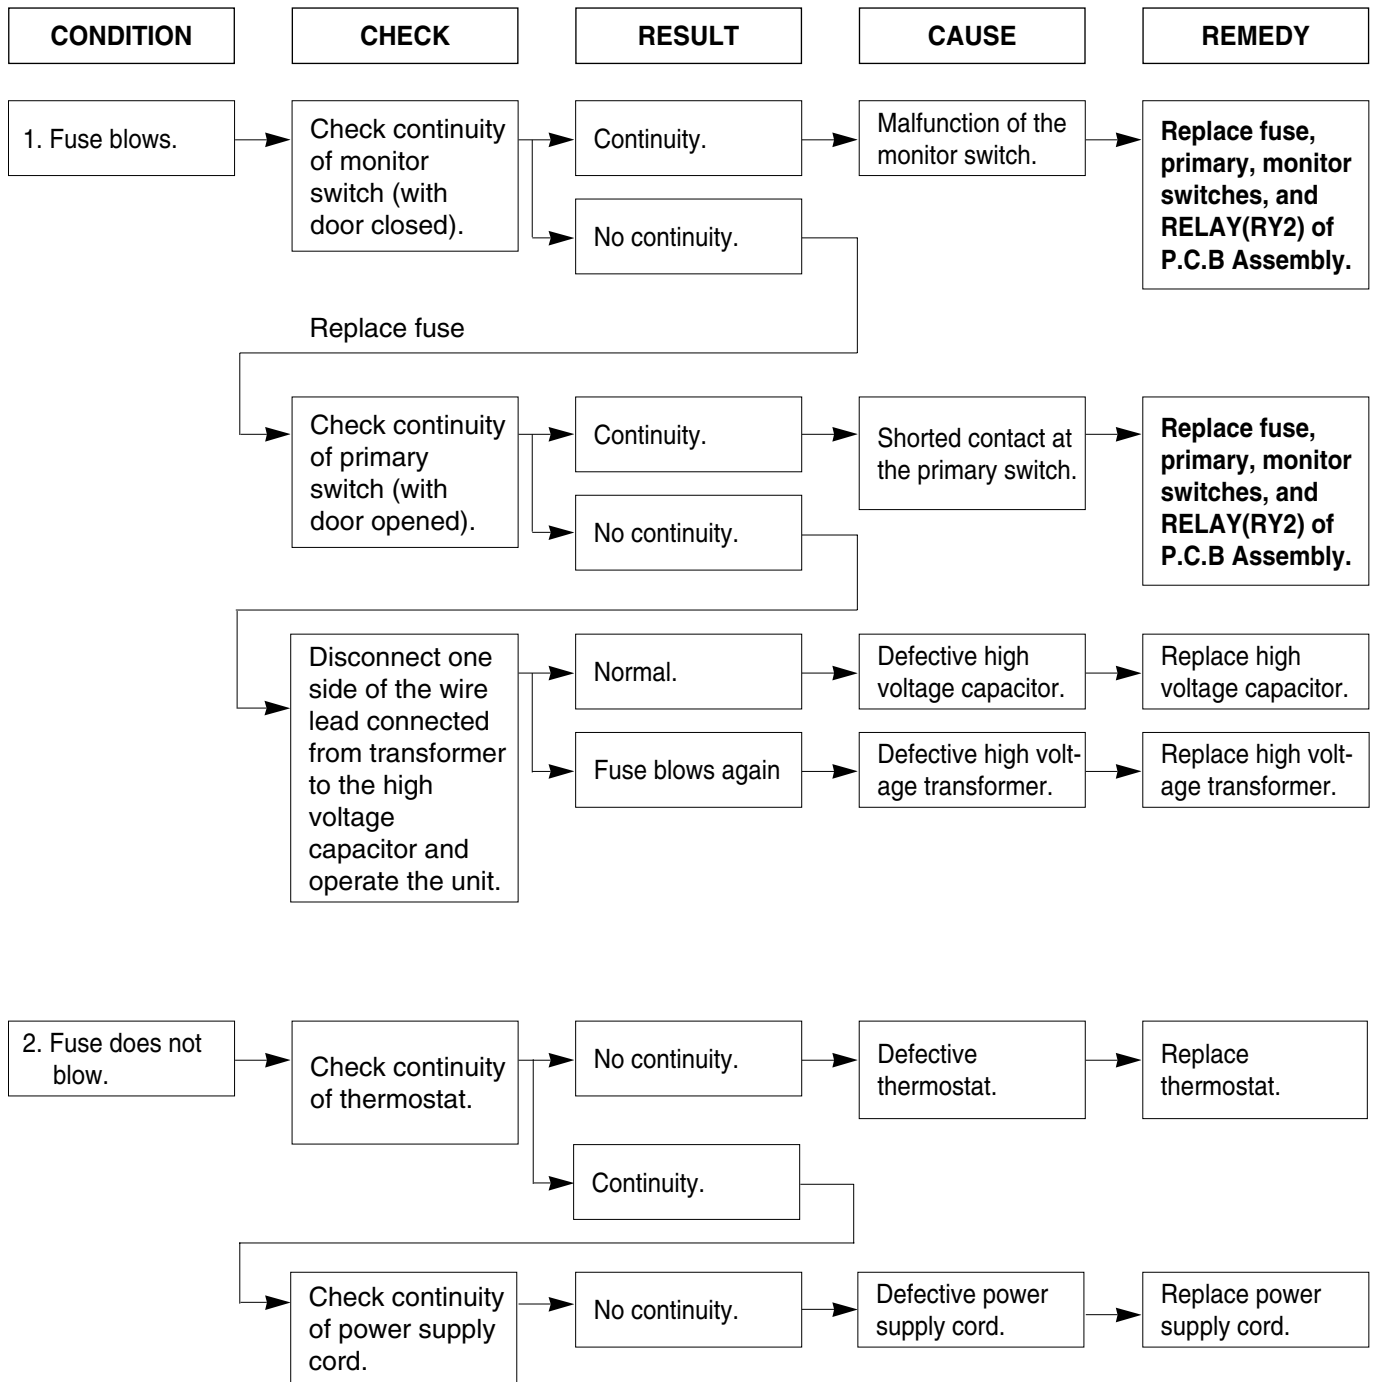 CONDITION
CHECK
RESULT
CAUSE
REMEDY
1. Fuse blows.
Check continuity
of monitor
switch (with
door closed).
Continuity.
Malfunction of the
monitor switch.
Replace fuse,
primary, monitor
switches, and
RELAY(RY2) of
P.C.B Assembly.
No continuity.
Replace fuse
Check continuity
of primary
switch (with
door opened).
Continuity.
Shorted contact at
the primary switch.
Replace fuse,
primary, monitor
switches, and
RELAY(RY2) of
P.C.B Assembly.
No continuity.
Disconnect one
side of the wire
lead connected
from transformer
to the high
voltage
capacitor and
operate the unit.
Normal.
Defective high
voltage capacitor.
Replace high
voltage capacitor.
Fuse blows again
Defective high volt-
age transformer.
Replace high volt-
age transformer.
2. Fuse does not
blow.
Check continuity
of thermostat.
No continuity.
Defective
thermostat.
Replace
thermostat.
Continuity.
Check continuity
of power supply
cord.
No continuity.
Defective power
supply cord.
Replace power
supply cord.